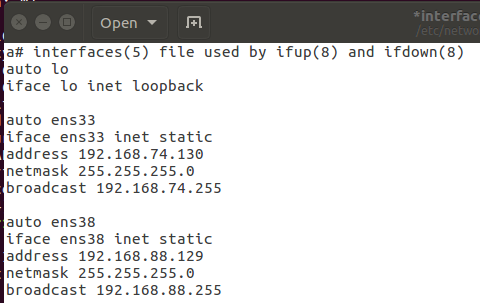 Open
*interfac
/etc/netwo
a# interfaces(5) file used by ifup(8) and ifdown(8)
auto lo
iface lo inet loopback
auto ens33
iface ens33 inet static
address 192.168.74.130
netmask 255.255.255.0
broadcast 192.168.74.255
auto ens38
iface ens38 inet static
address 192.168.88.129
netmask 255.255.255.0
broadcast 192.168.88.255